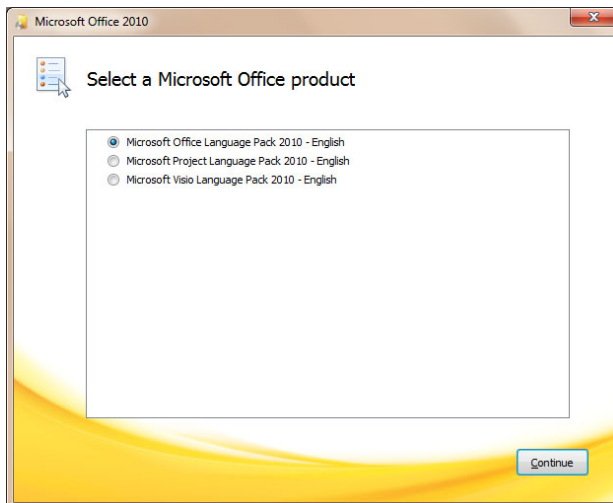 Microsoft Office 2010
Select a Microsoft Office product
Microsoft Office Language Pack 2010 - English
Microsoft Project Language Pack 2010 - English
Microsoft Visio Language Pack 2010 - English
Continue